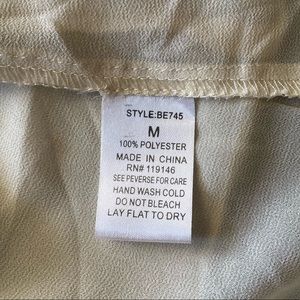 STYLE:BE745
M
100% POLYESTER
MADE IN CHINA
RN# 119146
SEE PEVERSE FOR CARE
HAND WASH COLD
DO NOT BLEACH
LAY FLAT TO DRY